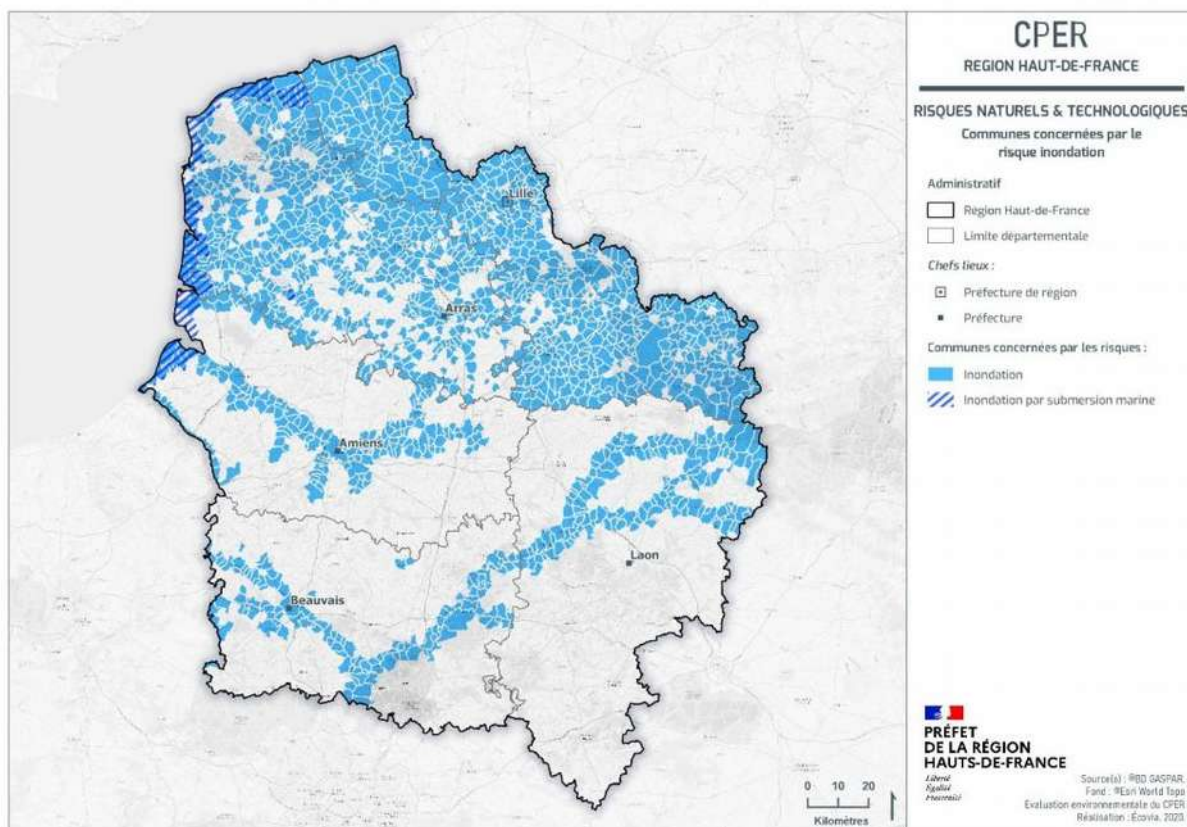 CPER
REGION HAUT-DE-FRANCE
RISQUES NATURELS & TECHNOLOGIQUES
Communes concernées par le
risque inondation
Administratif
Région Haut-de-France
Limite départementale
Chefs lieux :
Préfecture de région
Préfecture
Communes concernées par les risques :
Inondation
Inondation par submersion marine
Lille
Arras
Amiens
Laon
Beauvais
0 10 20
Kilomètres
PRÉFET
DE LA RÉGION
HAUTS-DE-FRANCE
Liberté
Égalité
Fraternité
Source(s) : ©BD GASPAR,
Fond : ©Esri World Topo
Evaluation environnementale du CPER
Réalisation : Écovia, 2020.